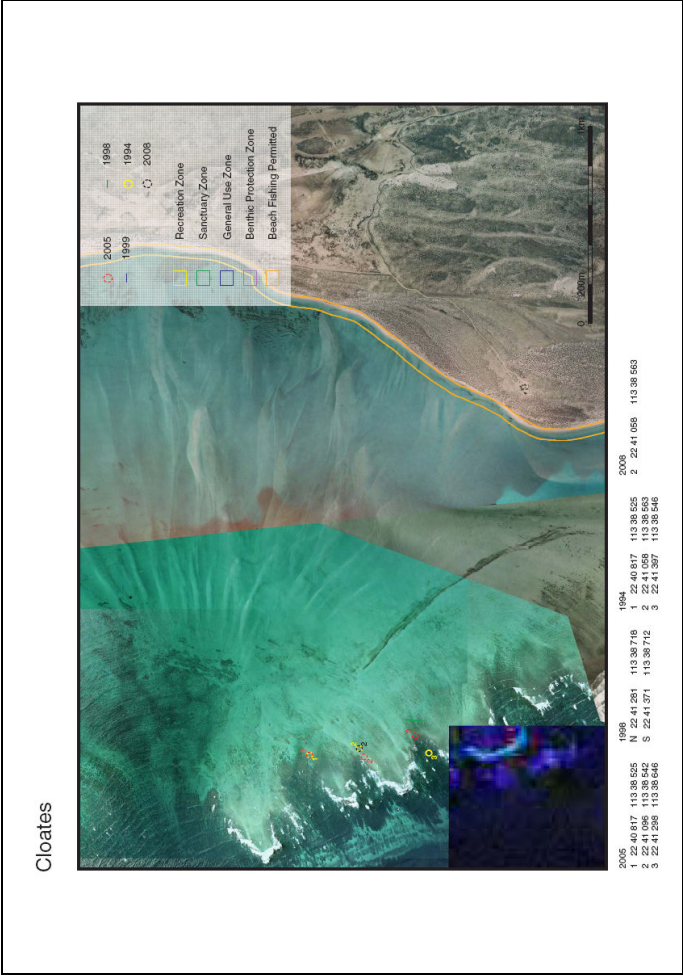 Cloates
2005 1998
1999 1994
2008
Recreation Zone
Sanctuary Zone
General Use Zone
Benthic Protection Zone
Beach Fishing Permitted
0 200m
2005 1998 1994 2008
1 22 40 817 113 38 525 N 22 41 281 113 38 718 1 22 40 817 113 38 525 2 22 41 058 113 38 563
2 22 41 096 113 38 542 S 22 41 371 113 38 712 2 22 41 058 113 38 563
3 22 41 298 113 38 646 3 22 41 397 113 38 546